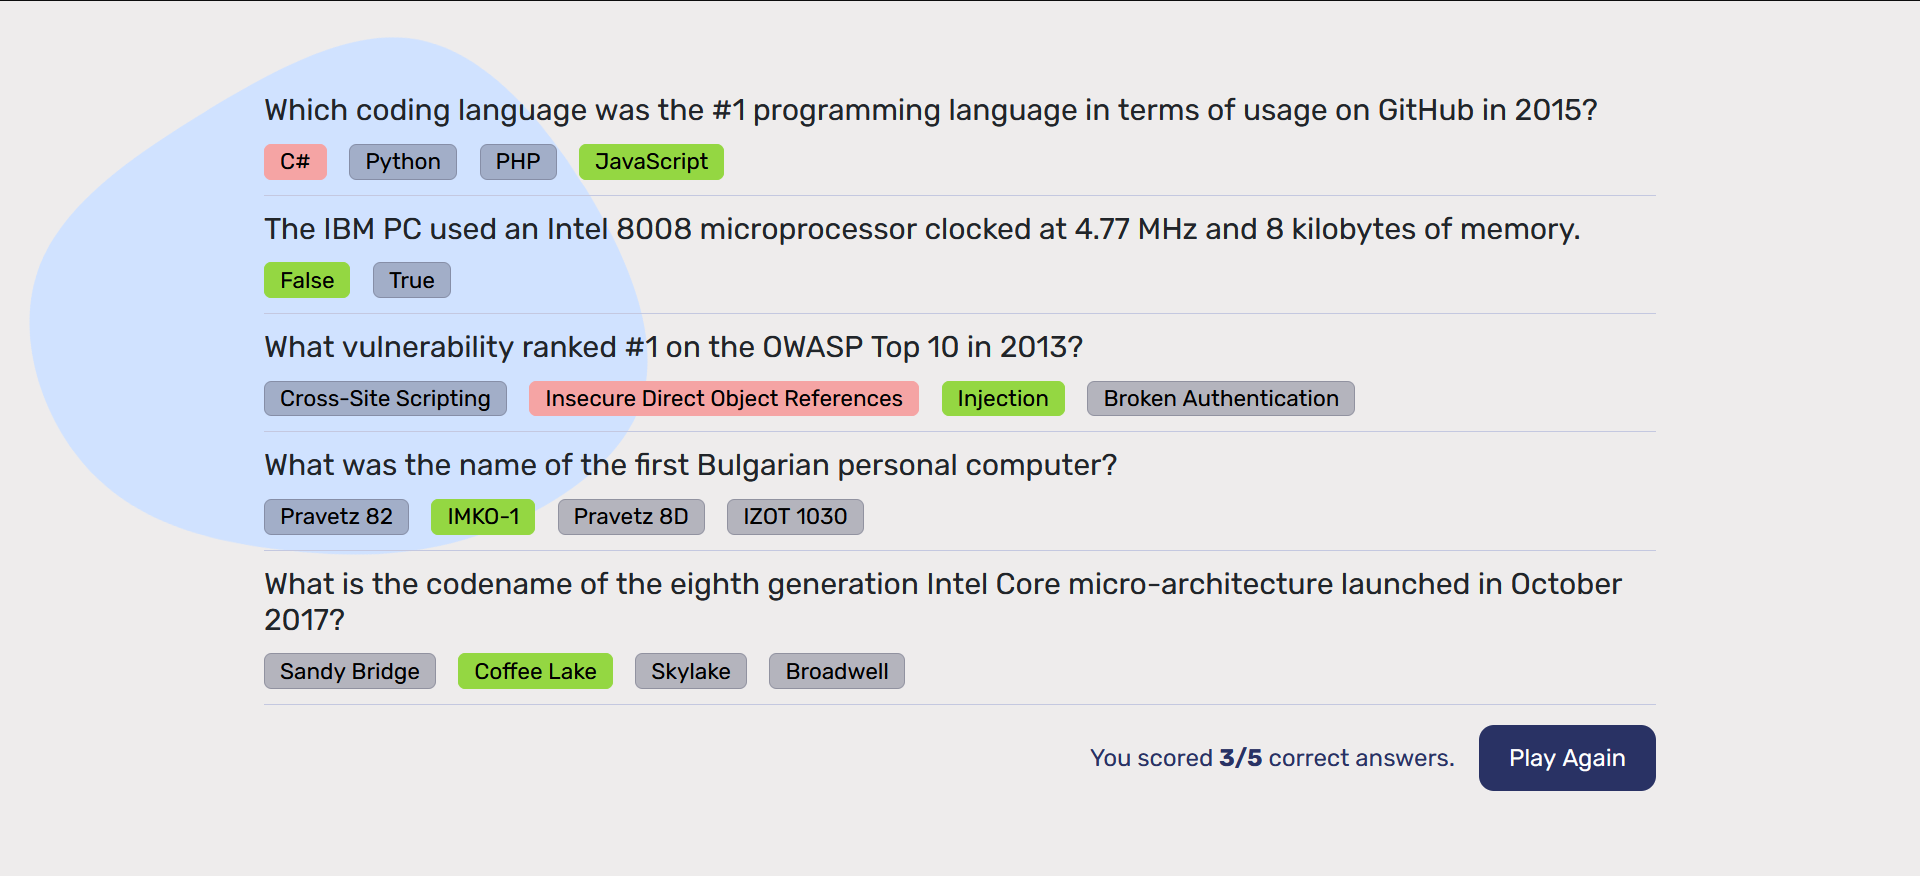 Which coding language was the #1 programming language in terms of usage on GitHub in 2015?
C# Python PHP JavaScript
The IBM PC used an Intel 8008 microprocessor clocked at 4.77 MHz and 8 kilobytes of memory.
False True
What vulnerability ranked #1 on the OWASP Top 10 in 2013?
Cross-Site Scripting Insecure Direct Object References Injection Broken Authentication
What was the name of the first Bulgarian personal computer?
Pravetz 82 IMKO-1 Pravetz 8D IZOT 1030
What is the codename of the eighth generation Intel Core micro-architecture launched in October
2017?
Sandy Bridge Coffee Lake Skylake Broadwell
You scored 3/5 correct answers. Play Again